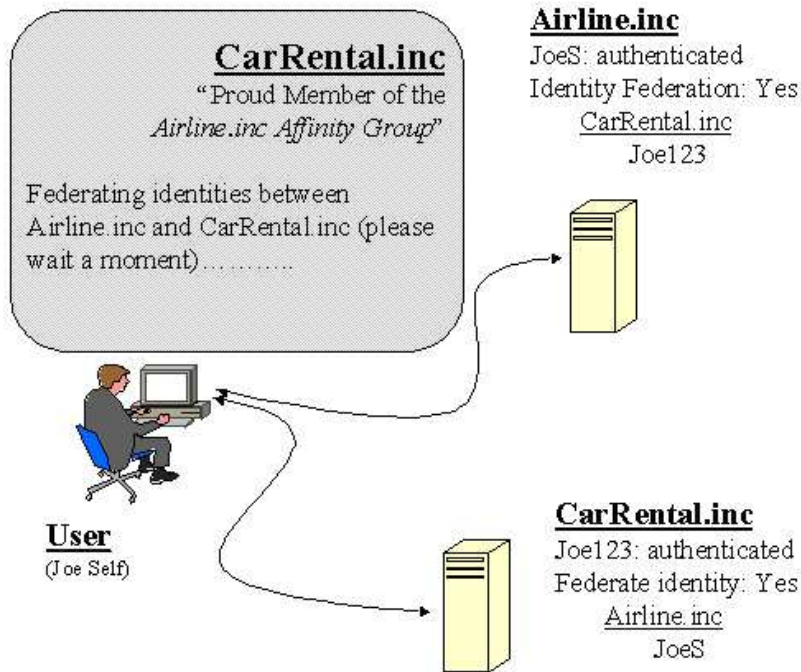 CarRental.inc
“Proud Member of the
Airline.inc Affinity Group”
Federating identities between
Airline.inc and CarRental.inc (please
wait a moment)………..
Airline.inc
JoeS: authenticated
Identity Federation: Yes
CarRental.inc
Joe123
User
(Joe Self)
CarRental.inc
Joe123: authenticated
Federate identity: Yes
Airline.inc
JoeS